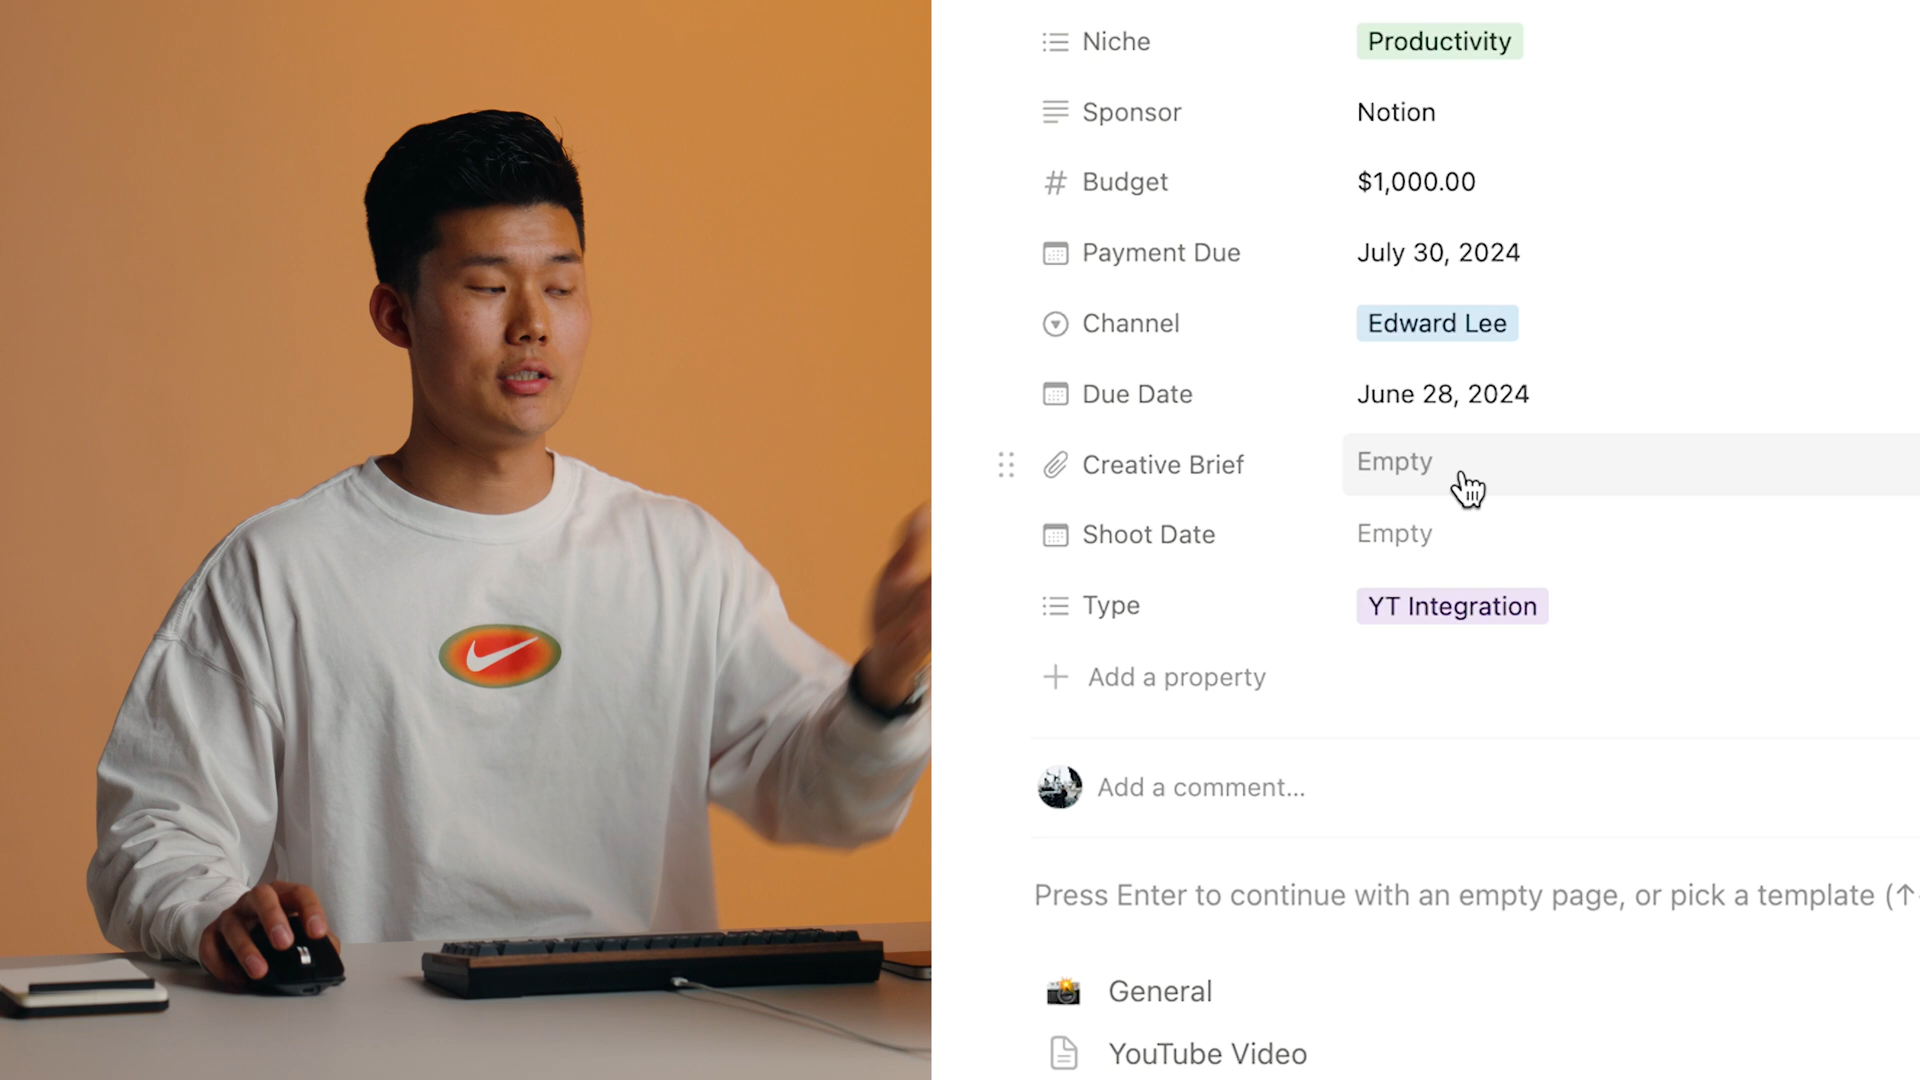 Niche Productivity
Sponsor Notion
Budget $1,000.00
Payment Due July 30, 2024
Channel Edward Lee
Due Date June 28, 2024
Creative Brief Empty
Shoot Date Empty
Type YT Integration
Add a property
Add a comment...
Press Enter to continue with an empty page, or pick a template (↑
General
YouTube Video